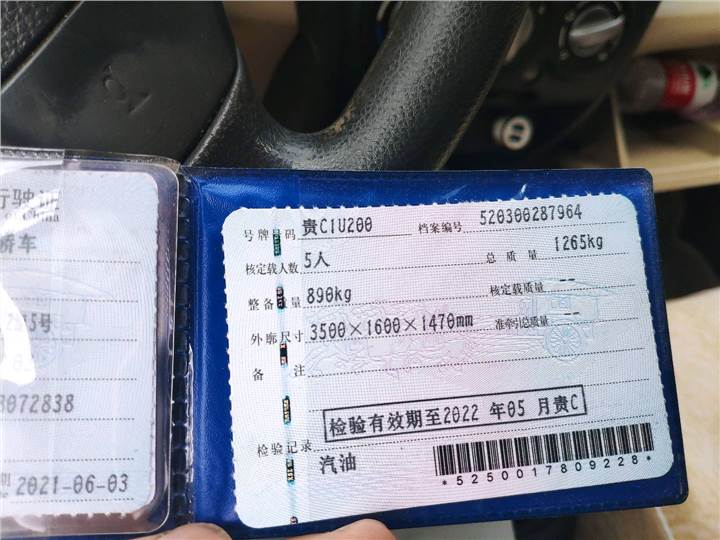 行驶证
China
轿车
号
3072838
2021-06-03
号牌号码 贵C1U200 档案编号 520300287964
核定载人数 5人 总质量 1265kg
整备质量 890kg 核定载质量 --
外廓尺寸 3500×1600×1470mm 准牵引总质量 --
备注
检验有效期至2022 年05 月贵C
检验记录
汽油
*5250017809228*